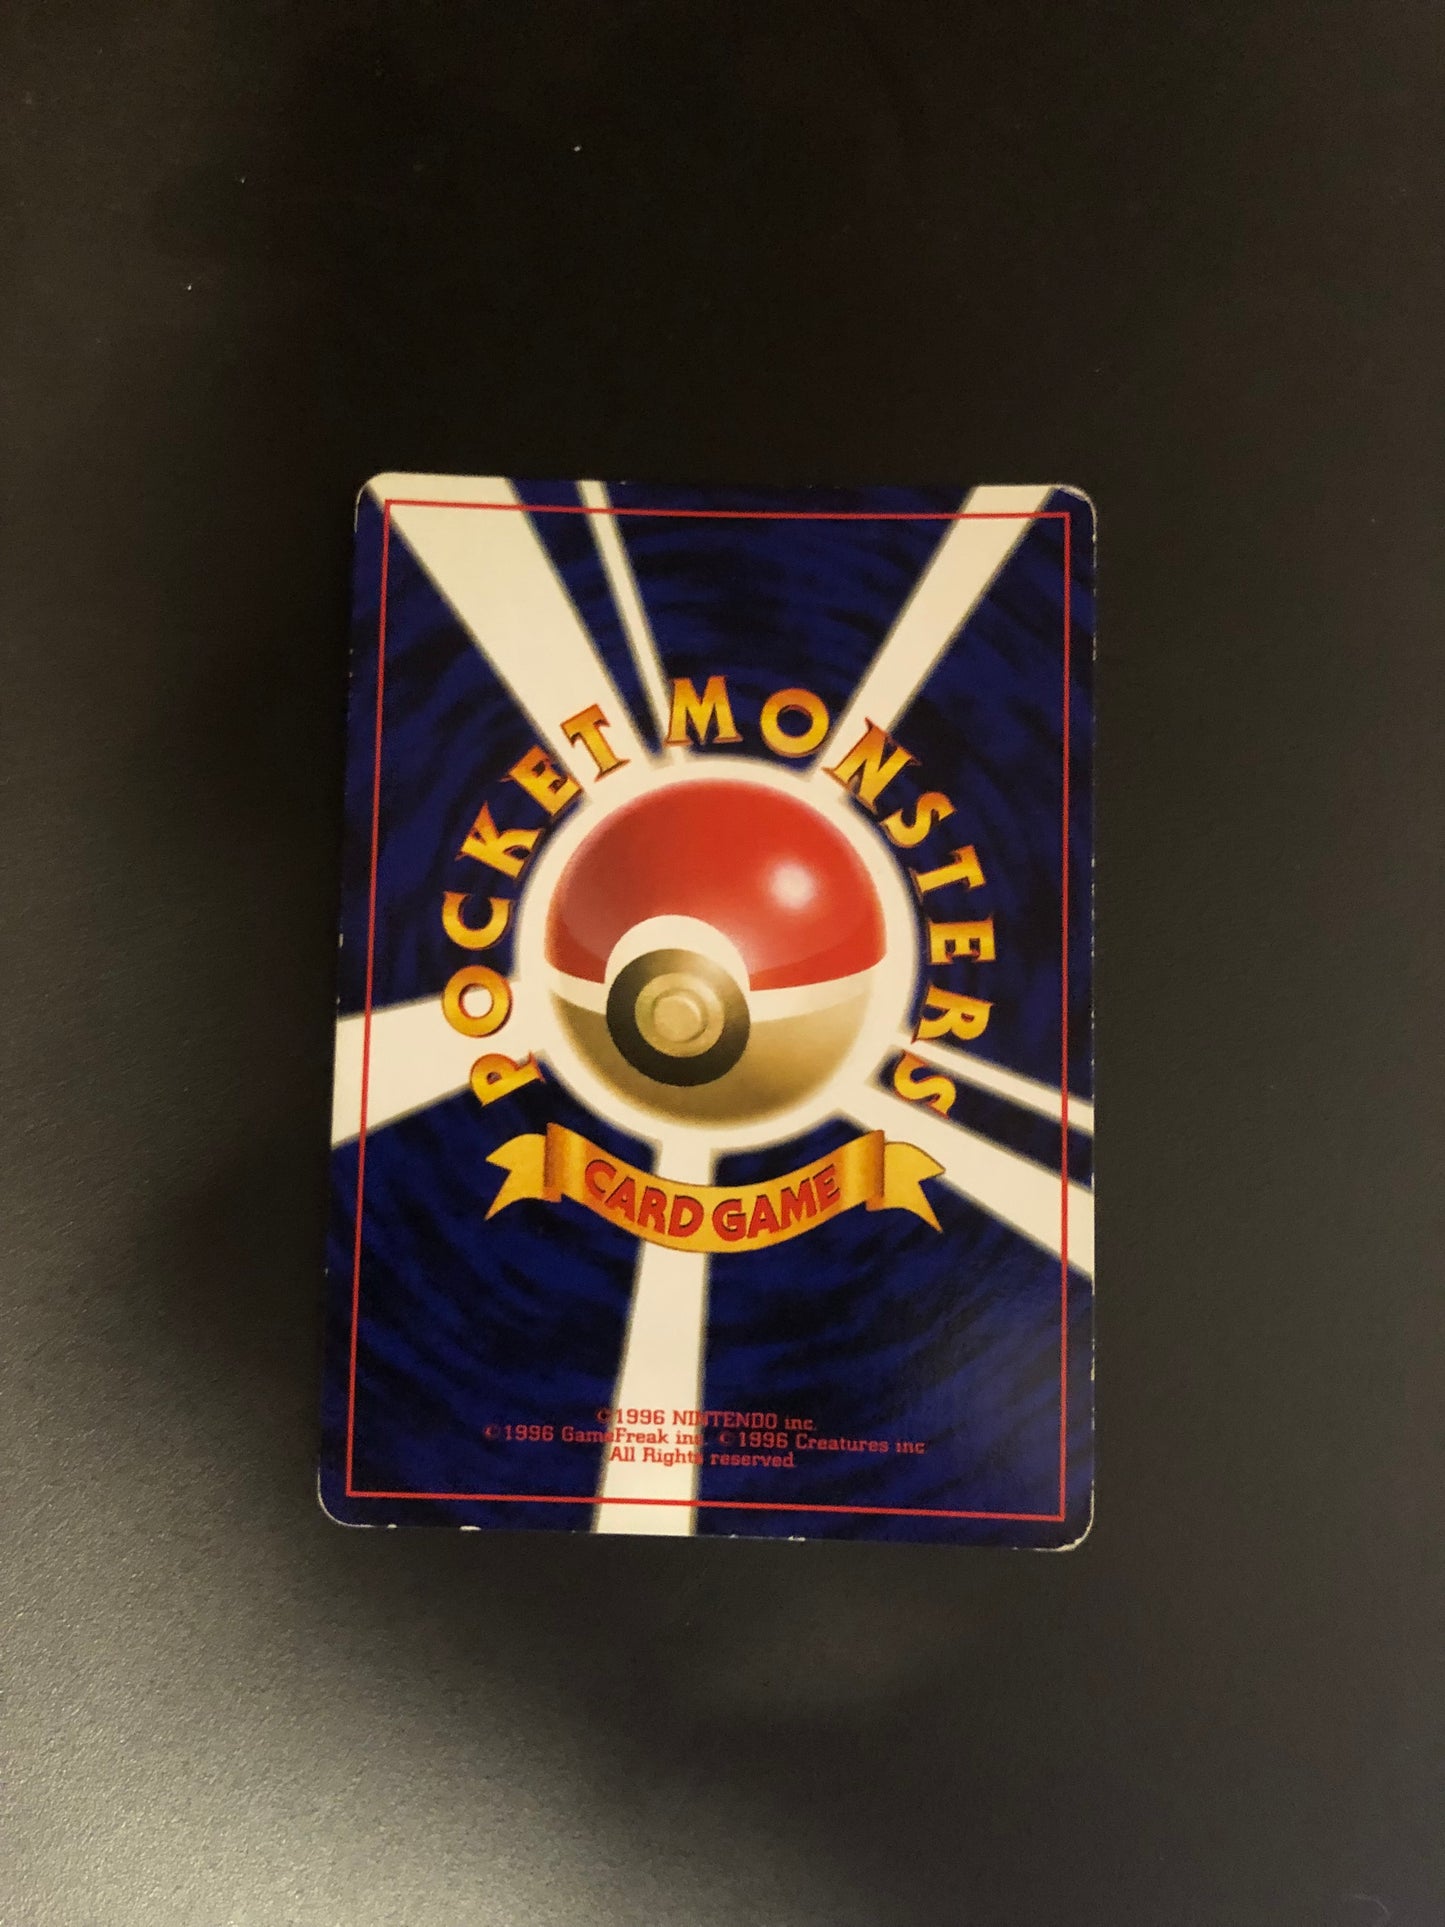 POCKET MONSTERS
CARD GAME
©1996 NINTENDO inc.
©1996 GameFreak inc. ©1996 Creatures inc.
All Rights reserved.